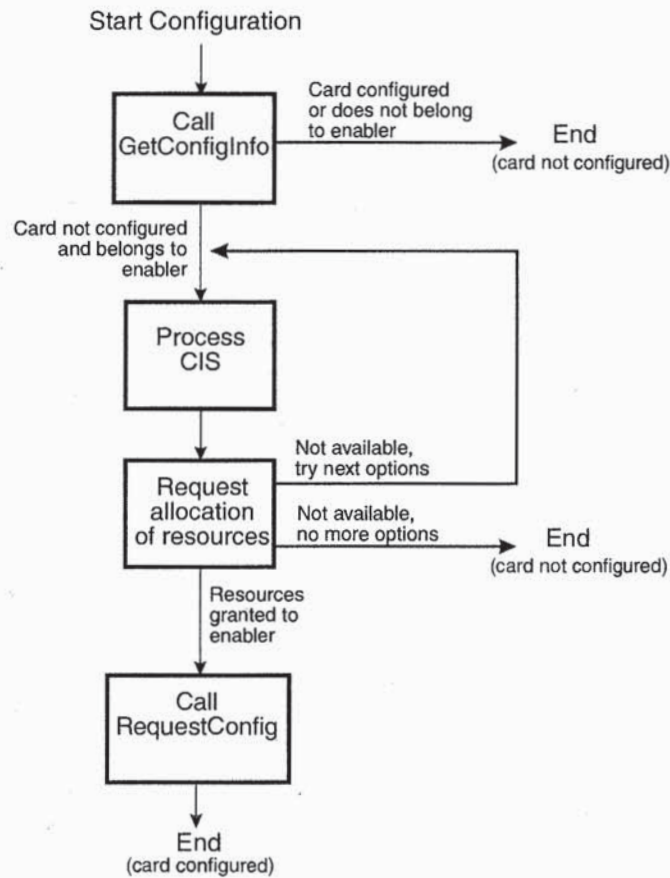 Start Configuration
Call
GetConfigInfo
Card configured
or does not belong
to enabler
End
(card not configured)
Card not configured
and belongs to
enabler
Process
CIS
Not available,
try next options
Request
allocation
of resources
Not available,
no more options
End
(card not configured)
Resources
granted to
enabler
Call
RequestConfig
End
(card configured)